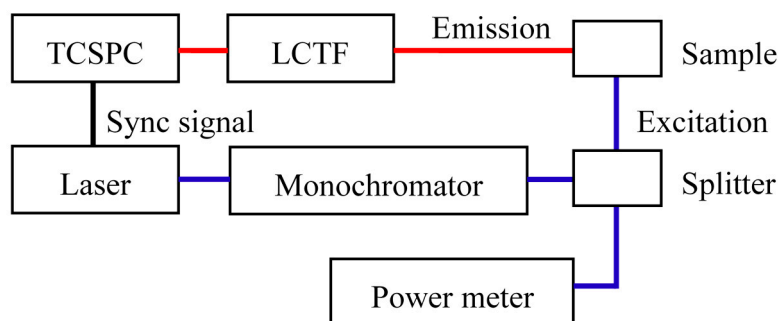 TCSPC
LCTF
Emission
Sample
Sync signal
Excitation
Laser
Monochromator
Splitter
Power meter